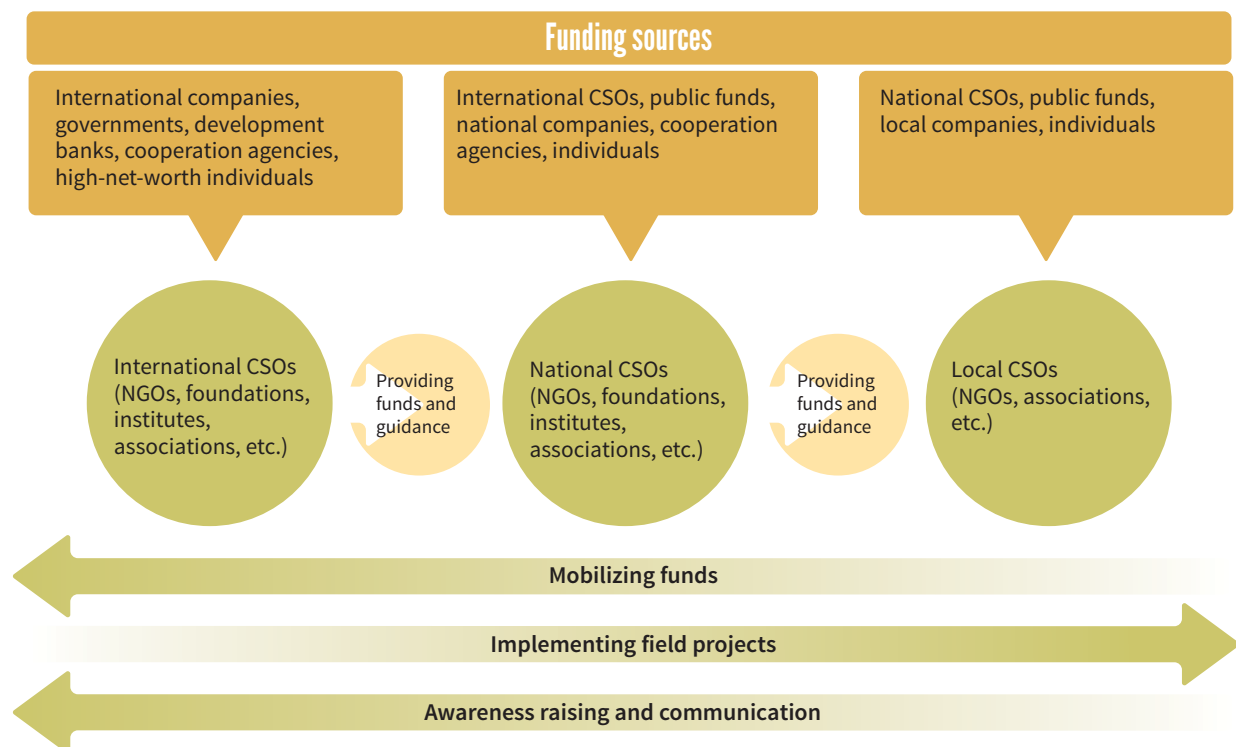 Funding sources
International companies,
governments, development
banks, cooperation agencies,
high-net-worth individuals
International CSOs, public funds,
national companies, cooperation
agencies, individuals
National CSOs, public funds,
local companies, individuals
International CSOs
(NGOs, foundations,
institutes,
associations, etc.)
Providing
funds and
guidance
National CSOs
(NGOs, foundations,
institutes,
associations, etc.)
Providing
funds and
guidance
Local CSOs
(NGOs, associations,
etc.)
Mobilizing funds
Implementing field projects
Awareness raising and communication